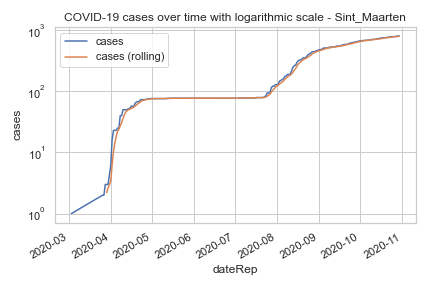 COVID-19 cases over time with logarithmic scale - Sint_Maarten
cases
cases (rolling)
10³
10²
10¹
10⁰
cases
2020-03
2020-04
2020-05
2020-06
2020-07
2020-08
2020-09
2020-10
2020-11
dateRep